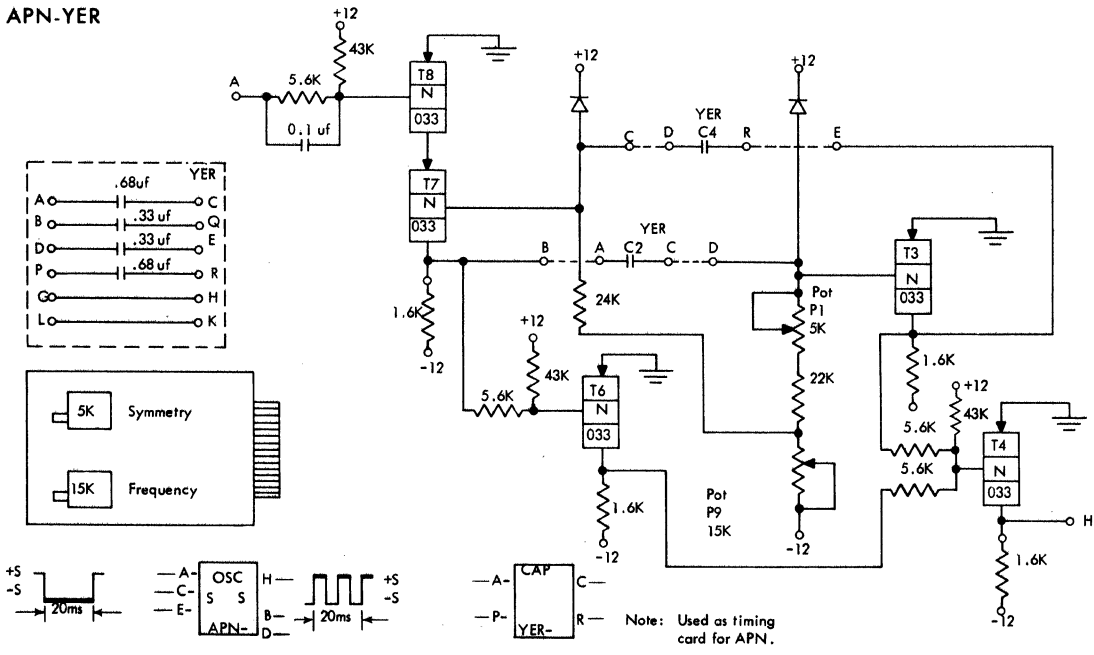 APN-YER
+12
43K
A
5.6K
0.1 uf
T8
N
033
T7
N
033
1.6K
-12
+12
+12
YER
C D C4 R E
YER
B A C2 C D
24K
Pot
P1
5K
22K
T3
N
033
1.6K
+12
43K
5.6K
T6
N
033
1.6K
-12
Pot
P9
15K
-12
+12
43K
5.6K
5.6K
T4
N
033
H
1.6K
-12
YER
A .68uf C
B .33 uf Q
D .33 uf E
P .68 uf R
G H
L K
5K Symmetry
15K Frequency
+S
-S
20ms
A-
C-
E-
OSC
S S
APN-
H
B
D
20ms
+S
-S
CAP
A-
P-
YER-
C
R
Note: Used as timing
card for APN.